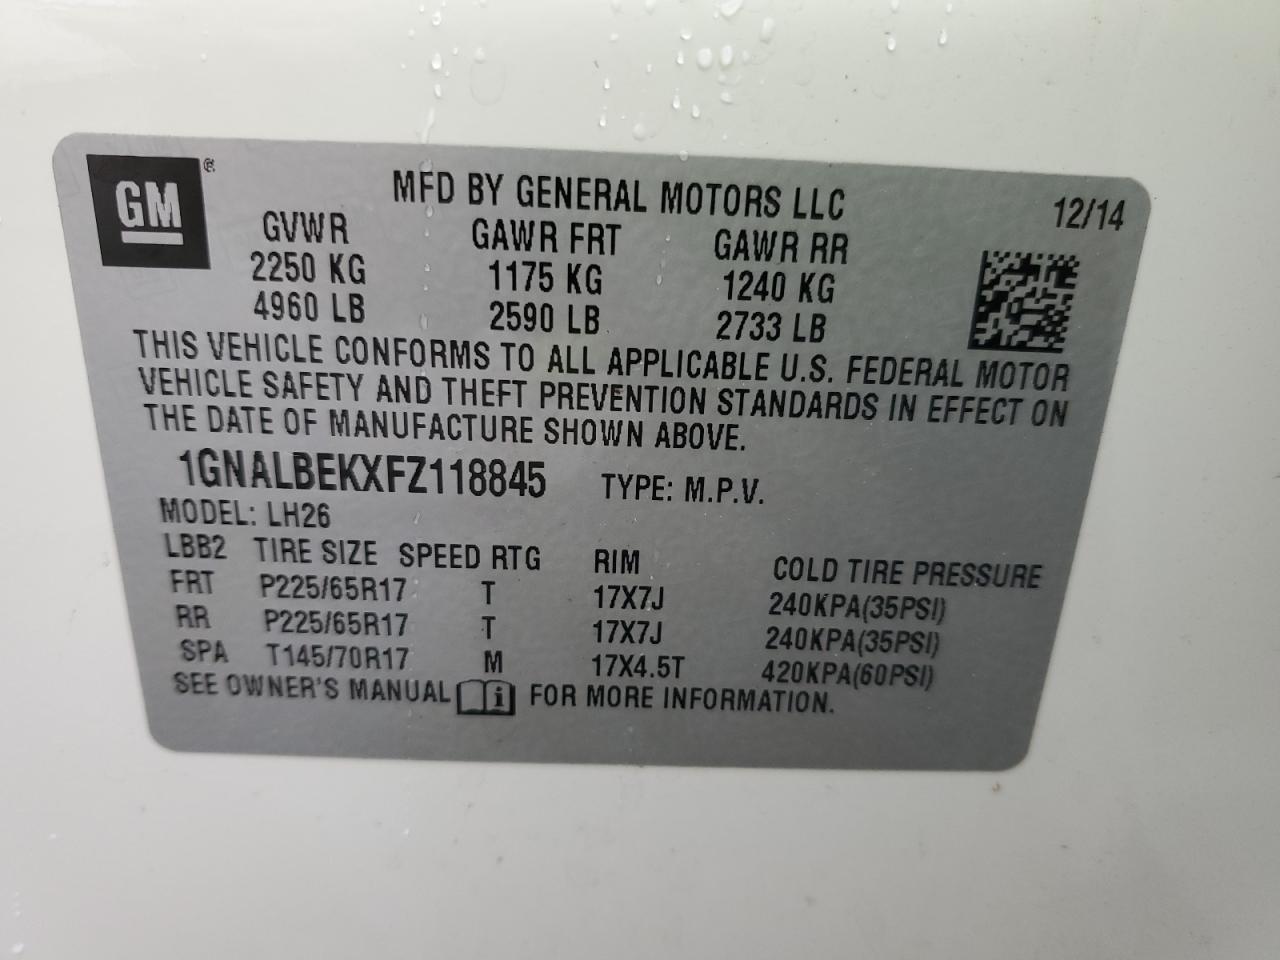 GM®
MFD BY GENERAL MOTORS LLC 12/14
GVWR GAWR FRT GAWR RR
2250 KG 1175 KG 1240 KG
4960 LB 2590 LB 2733 LB
THIS VEHICLE CONFORMS TO ALL APPLICABLE U.S. FEDERAL MOTOR
VEHICLE SAFETY AND THEFT PREVENTION STANDARDS IN EFFECT ON
THE DATE OF MANUFACTURE SHOWN ABOVE.
1GNALBEKXFZ118845 TYPE: M.P.V.
MODEL: LH26
LBB2 TIRE SIZE SPEED RTG RIM COLD TIRE PRESSURE
FRT P225/65R17 T 17X7J 240KPA(35PSI)
RR P225/65R17 T 17X7J 240KPA(35PSI)
SPA T145/70R17 M 17X4.5T 420KPA(60PSI)
SEE OWNER'S MANUAL i FOR MORE INFORMATION.